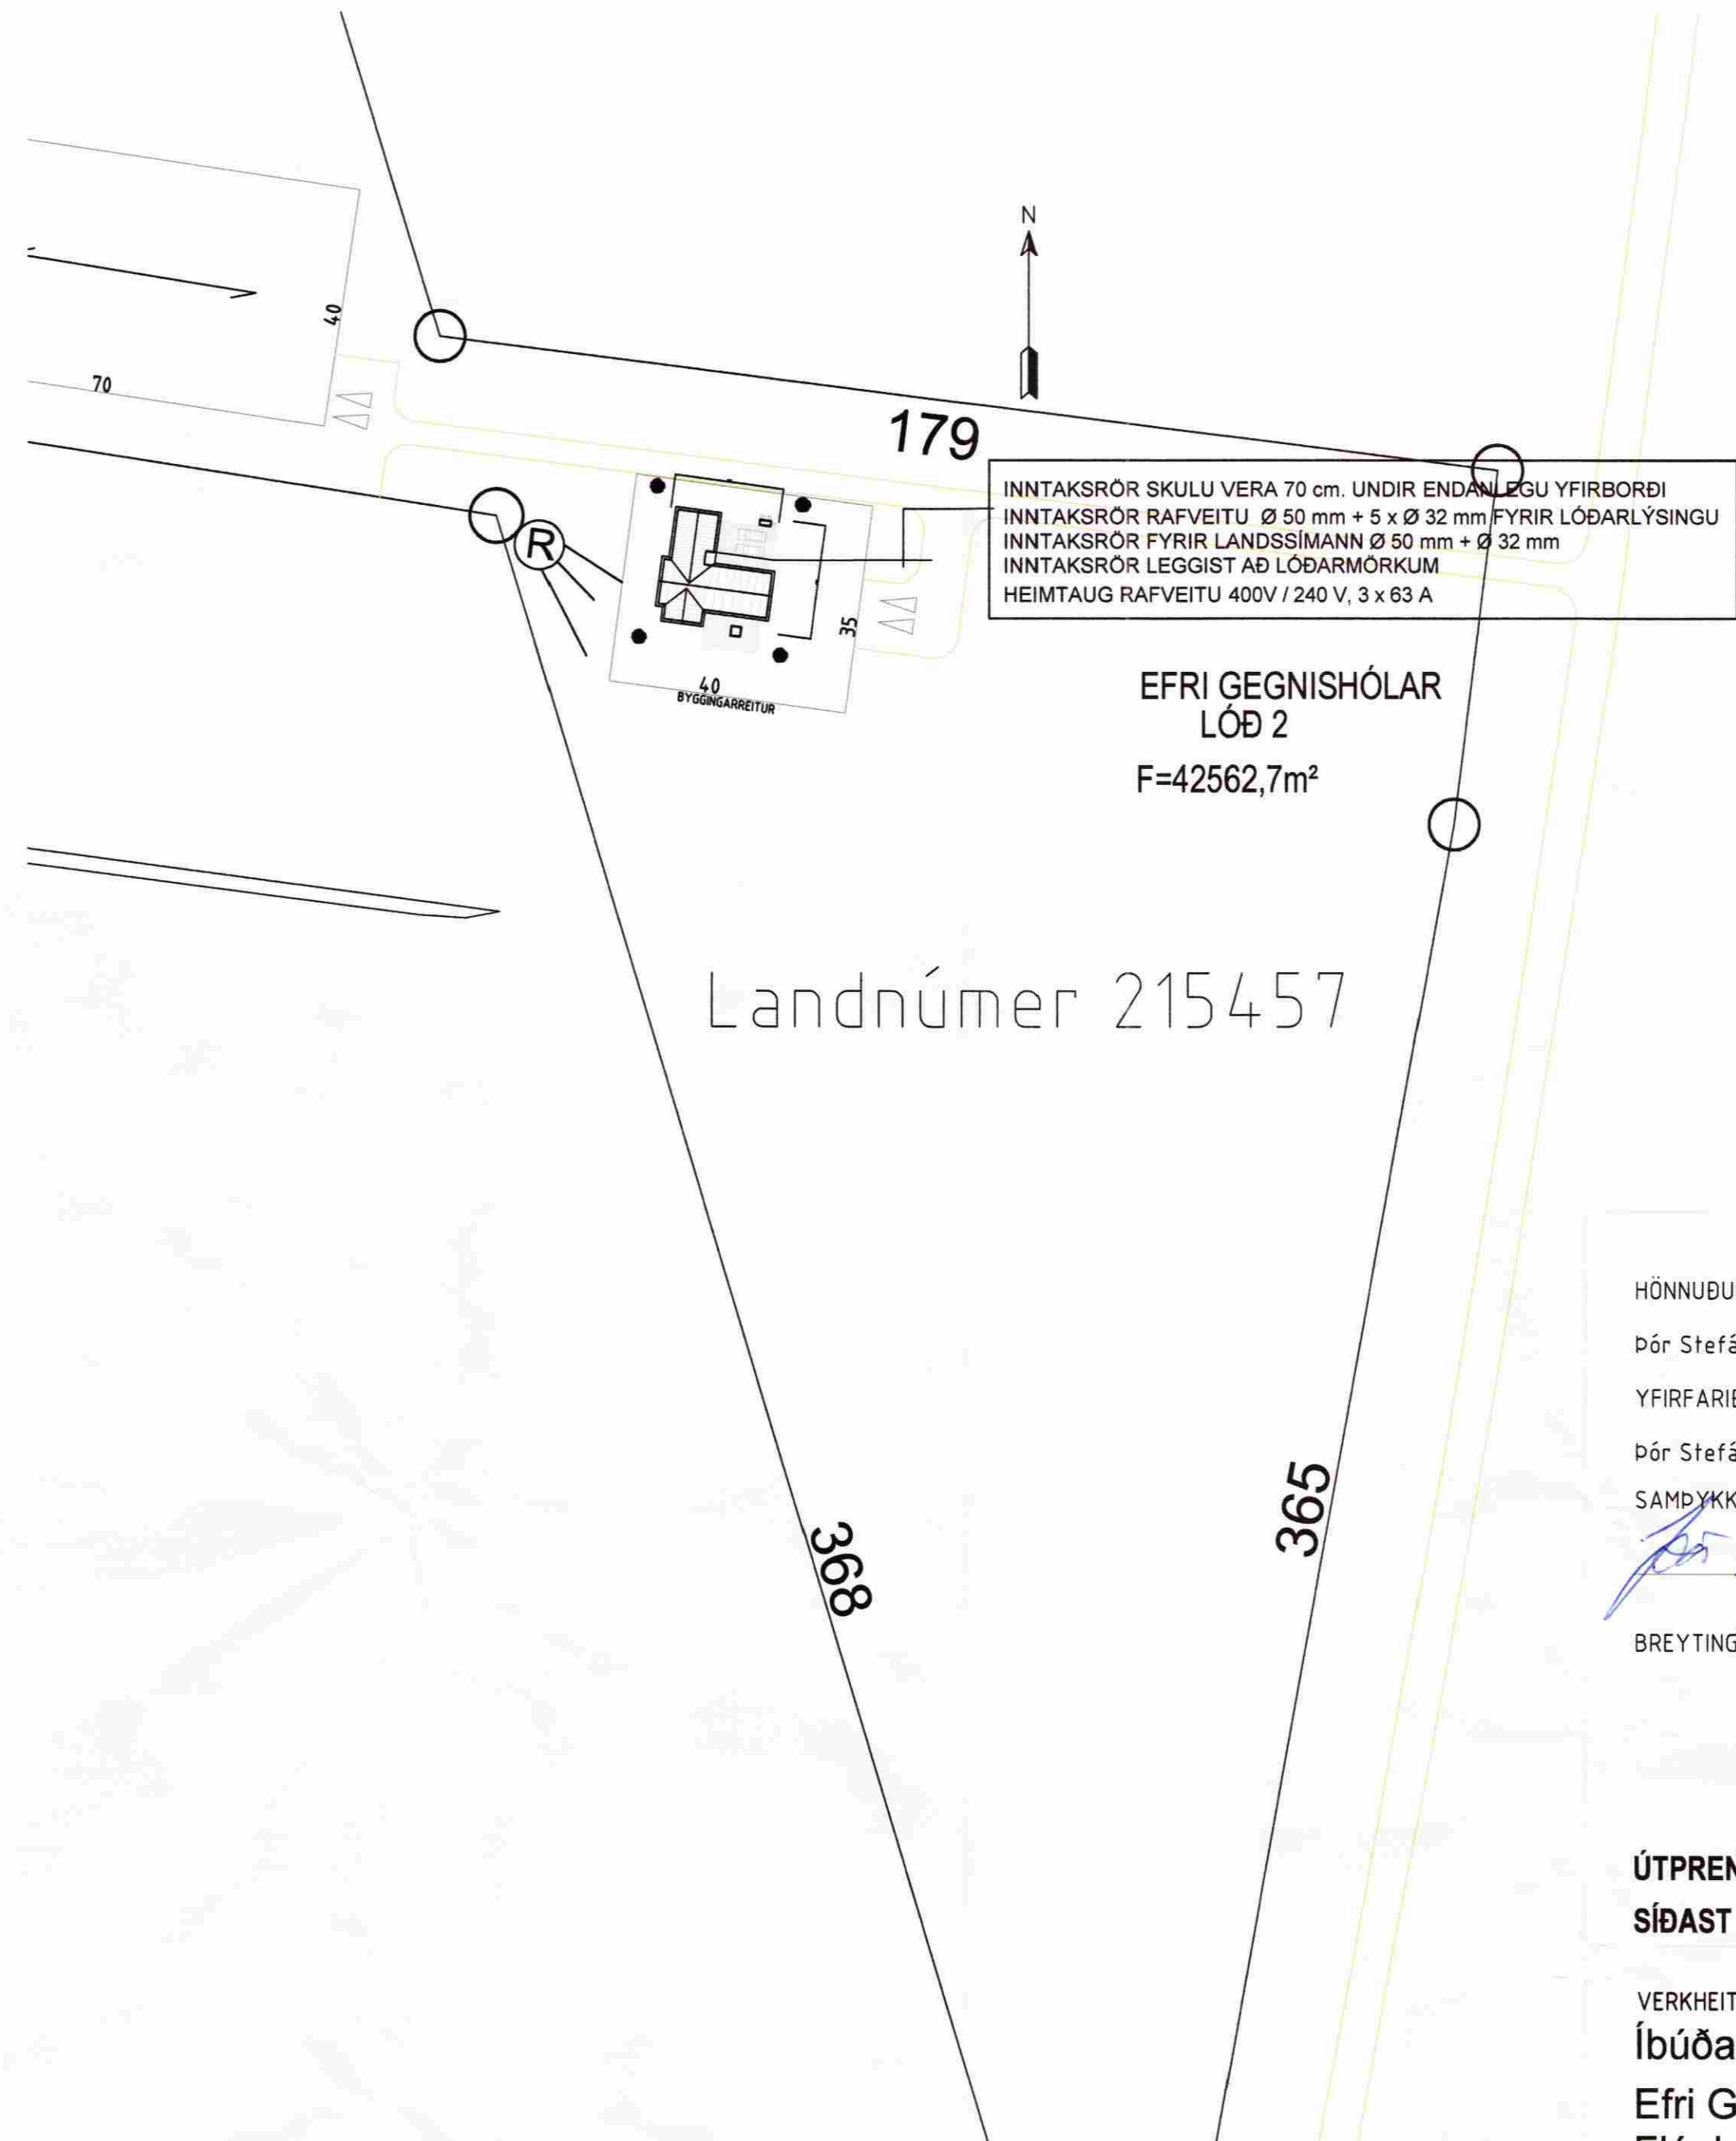 N
40
70
179
INNTAKSRÖR SKULU VERA 70 cm. UNDIR ENDANLEGU YFIRBORÐI
INNTAKSRÖR RAFVEITU Ø 50 mm + 5 x Ø 32 mm FYRIR LÓÐARLÝSINGU
INNTAKSRÖR FYRIR LANDSSÍMANN Ø 50 mm + Ø 32 mm
INNTAKSRÖR LEGGIST AÐ LÓÐARMÖRKUM
HEIMTAUG RAFVEITU 400V / 240 V, 3 x 63 A
R
35
40
BYGGINGARREITUR
EFRI GEGNISHÓLAR
LÓÐ 2
F=42562,7m²
Landnúmer 215457
368
365
HÖNNUÐU
Þór Stefá
YFIRFARIÐ
Þór Stefá
SAMÞYKK
Þór
BREYTING
ÚTPREN
SÍÐAST
VERKHEIT
Íbúða
Efri G